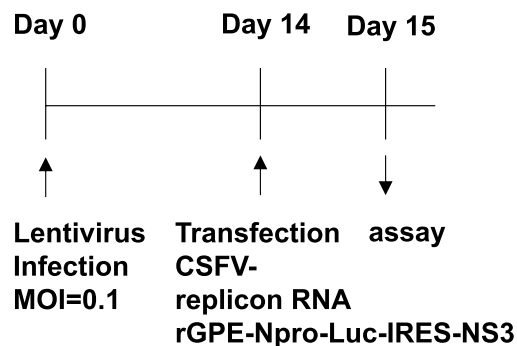 Day 0 Day 14 Day 15
Lentivirus
Infection
MOI=0.1
Transfection
CSFV-
replicon RNA
rGPE-Npro-Luc-IRES-NS3
assay